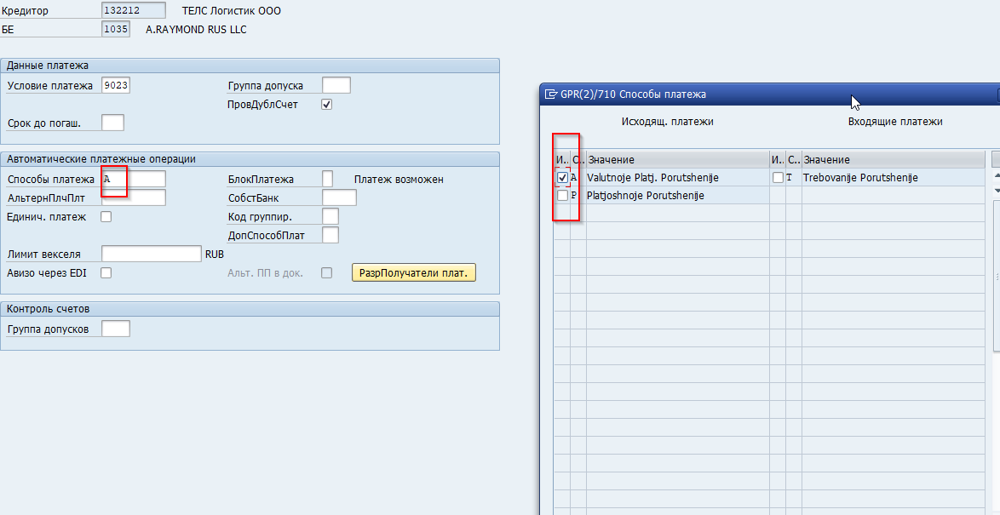 Кредитор 132212 ТЕЛС Логистик ООО
БЕ 1035 A.RAYMOND RUS LLC
Данные платежа
Условие платежа 9023 Группа допуска
ПровДублСчет
Срок до погаш.
Автоматические платежные операции
Способы платежа A БлокПлатежа Платеж возможен
АльтернПлчПлт СобстБанк
Единич. платеж Код группир.
ДопСпособПлат
Лимит векселя RUB
Авизо через EDI Альт. ПП в док. РазрПолучатели плат.
Контроль счетов
Группа допусков
GPR(2)/710 Способы платежа
Исходящ. платежи Входящие платежи
И.. С.. Значение И.. С.. Значение
A Valutnoje Platj. Porutshenije T Trebovanije Porutshenije
P Platjoshnoje Porutshenije